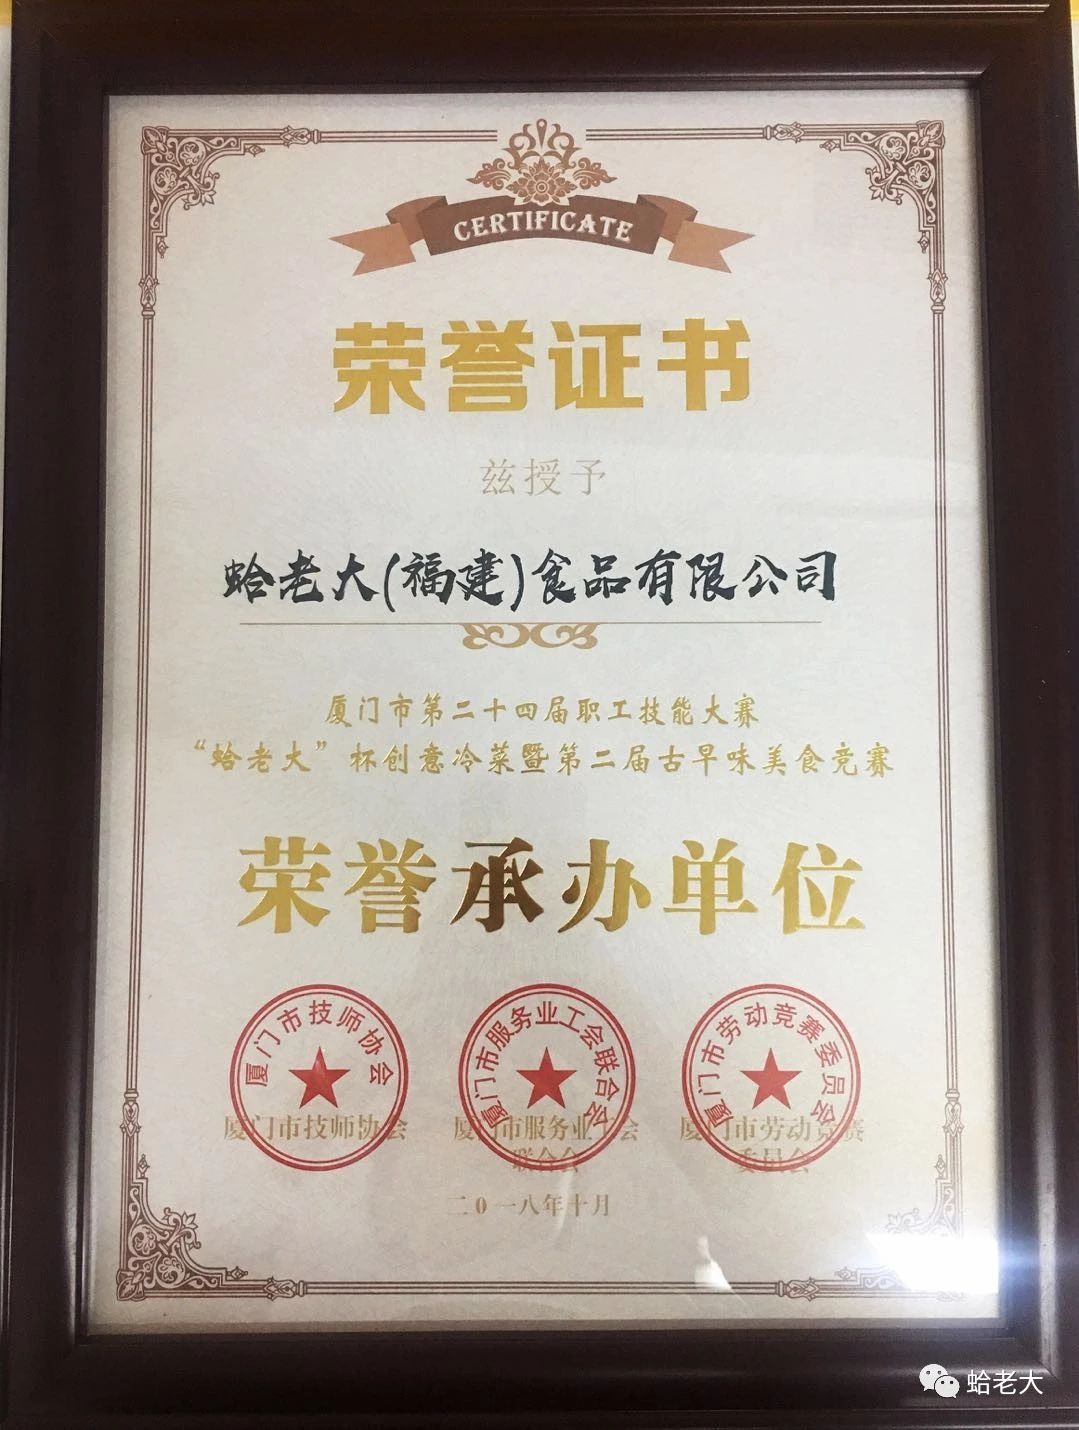 CERTIFICATE
荣誉证书
兹授予
蛤老大(福建)食品有限公司
厦门市第二十四届职工技能大赛
“蛤老大”杯创意冷菜暨第二届古早味美食竞赛
荣誉承办单位
厦门市技师协会
厦门市服务业工会联合会
厦门市劳动竞赛委员会
厦门市技师协会
厦门市服务业工会
联合会
厦门市劳动竞赛
委员会
二0一八年十月
蛤老大